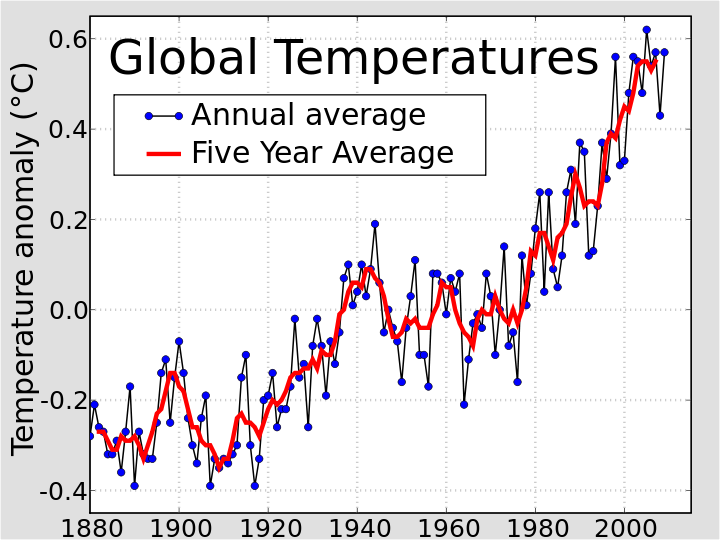 Global Temperatures
Annual average
Five Year Average
Temperature anomaly (°C)
0.6
0.4
0.2
0.0
-0.2
-0.4
1880 1900 1920 1940 1960 1980 2000